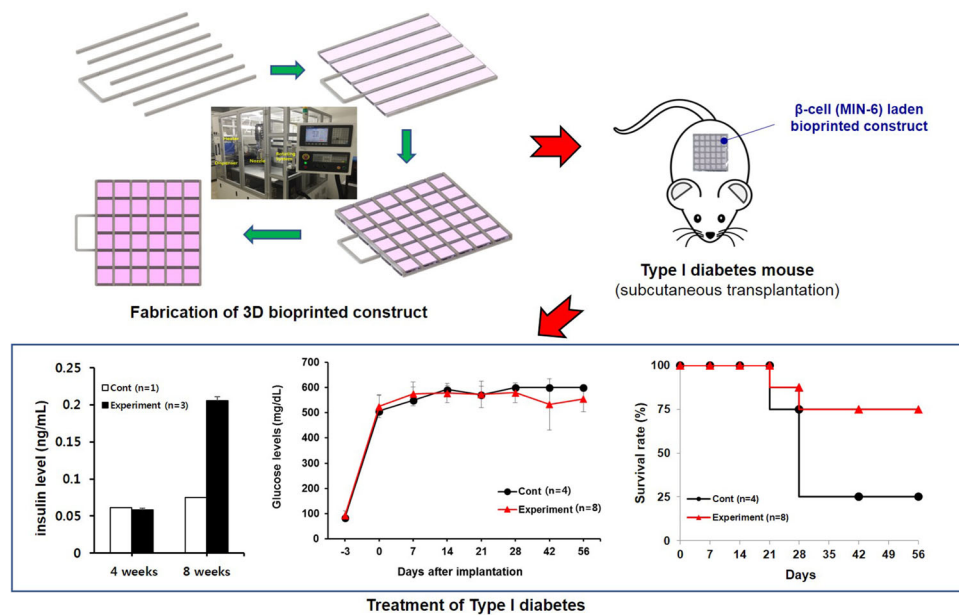 Nozzle
Fabrication of 3D bioprinted construct
β-cell (MIN-6) laden
bioprinted construct
Type I diabetes mouse
(subcutaneous transplantation)
insulin level (ng/mL)
0.25
0.2
0.15
0.1
0.05
0
Cont (n=1)
Experiment (n=3)
4 weeks
8 weeks
Glucose levels (mg/dL)
700
600
500
400
300
200
100
0
Cont (n=4)
Experiment (n=8)
-3 0 7 14 21 28 42 56
Days after implantation
Survival rate (%)
100
75
50
25
0
Cont (n=4)
Experiment (n=8)
0 7 14 21 28 35 42 49 56
Days
Treatment of Type I diabetes